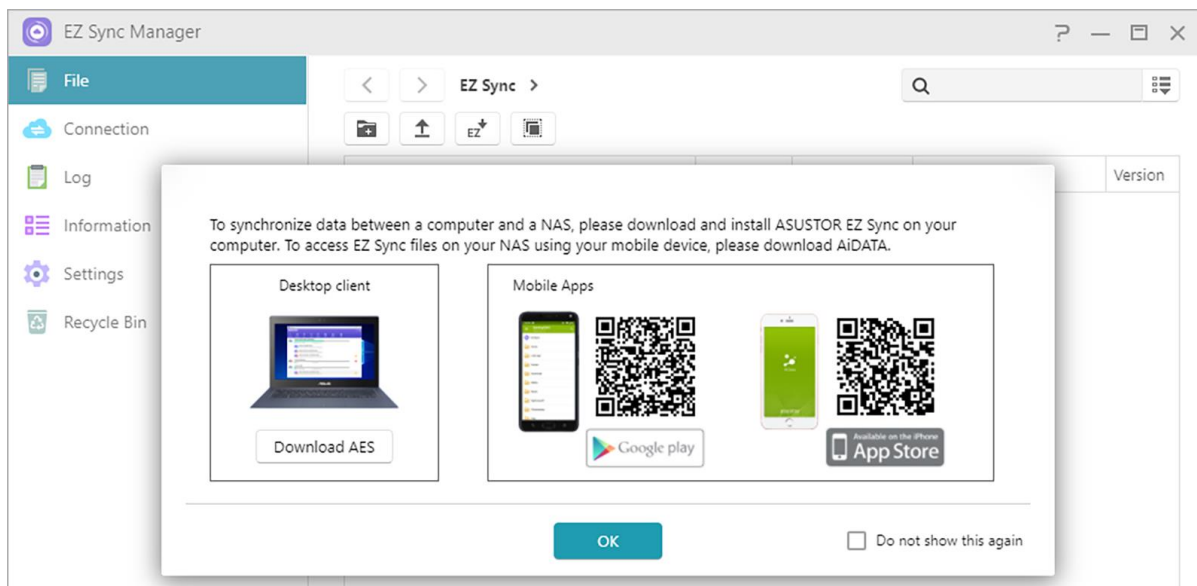 EZ Sync Manager
File
Connection
Log
Information
Settings
Recycle Bin
EZ Sync >
EZ
Version
To synchronize data between a computer and a NAS, please download and install ASUSTOR EZ Sync on your
computer. To access EZ Sync files on your NAS using your mobile device, please download AiDATA.
Desktop client
Download AES
Mobile Apps
Google play
Available on the iPhone
App Store
OK
Do not show this again